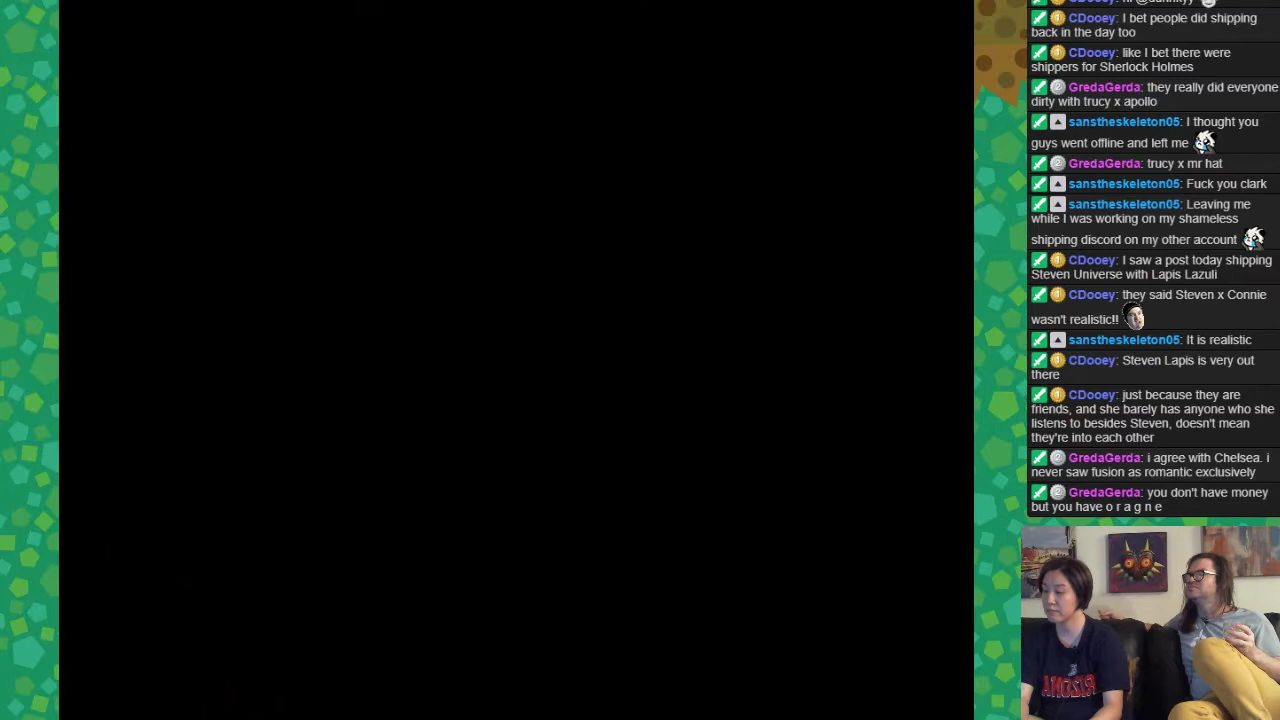 CDooey: I bet people did shipping
back in the day too
CDooey: like I bet there were
shippers for Sherlock Holmes
GredaGerda: they really did everyone
dirty with trucy x apollo
sanstheskeleton05: I thought you
guys went offline and left me
GredaGerda: trucy x mr hat
sanstheskeleton05: Fuck you clark
sanstheskeleton05: Leaving me
while I was working on my shameless
shipping discord on my other account
CDooey: I saw a post today shipping
Steven Universe with Lapis Lazuli
CDooey: they said Steven x Connie
wasn't realistic!!
sanstheskeleton05: It is realistic
CDooey: Steven Lapis is very out
there
CDooey: just because they are
friends, and she barely has anyone who she
listens to besides Steven, doesn't mean
they're into each other
GredaGerda: i agree with Chelsea. i
never saw fusion as romantic exclusively
GredaGerda: you don't have money
but you have o r a g n e